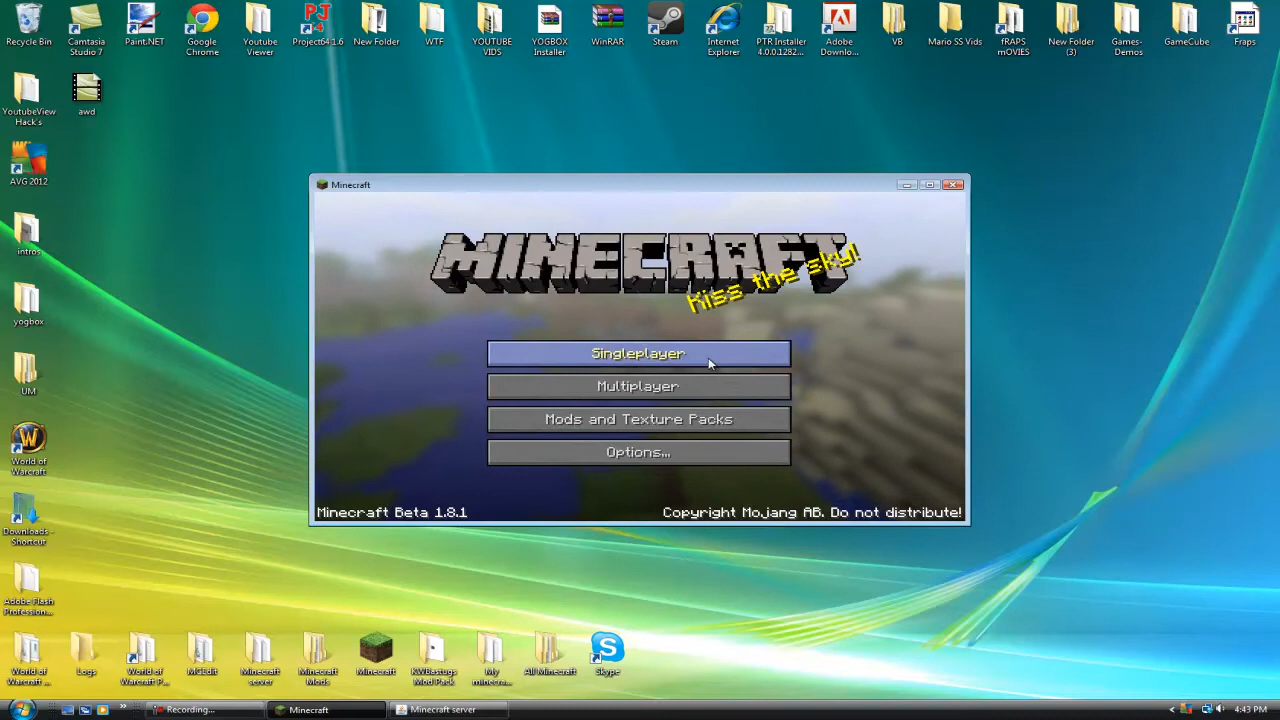 Recycle Bin
Camtasia Studio 7
Paint.NET
Google Chrome
Youtube Viewer
Project64 1.6
New Folder
WTF
YOUTUBE VIDS
YOGBOX Installer
WinRAR
Steam
Internet Explorer
PTR Installer 4.0.0.1282...
Adobe Downlo...
VB
Mario SS Vids
New Folder (3)
fRAPS mOVIES
Games-Demos
GameCube
Fraps
YoutubeView Hack's
awd
AVG 2012
intros
yogbox
UM
World of Warcraft
Downloads - Shortcut
Adobe Flash Profession...
Minecraft
MINECRAFT
Kiss the sky!
Singleplayer
Multiplayer
Mods and Texture Packs
Options...
Minecraft Beta 1.8.1
Copyright Mojang AB. Do not distribute!
World of Warcraft ...
Logs
World of Warcraft P...
MCEdit
Minecraft server
Minecraft Mods
Minecraft
KWBastugs Mod Pack
My minecra...
All Minecraft
Skype
Recording...
Minecraft
Minecraft server
4:43 PM